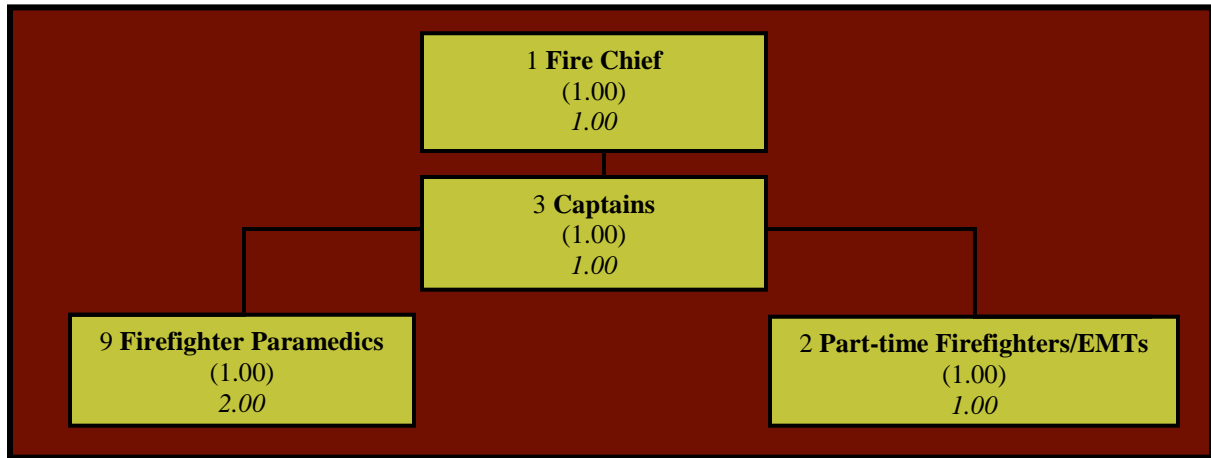 1 Fire Chief
(1.00)
1.00
3 Captains
(1.00)
1.00
9 Firefighter Paramedics
(1.00)
2.00
2 Part-time Firefighters/EMTs
(1.00)
1.00